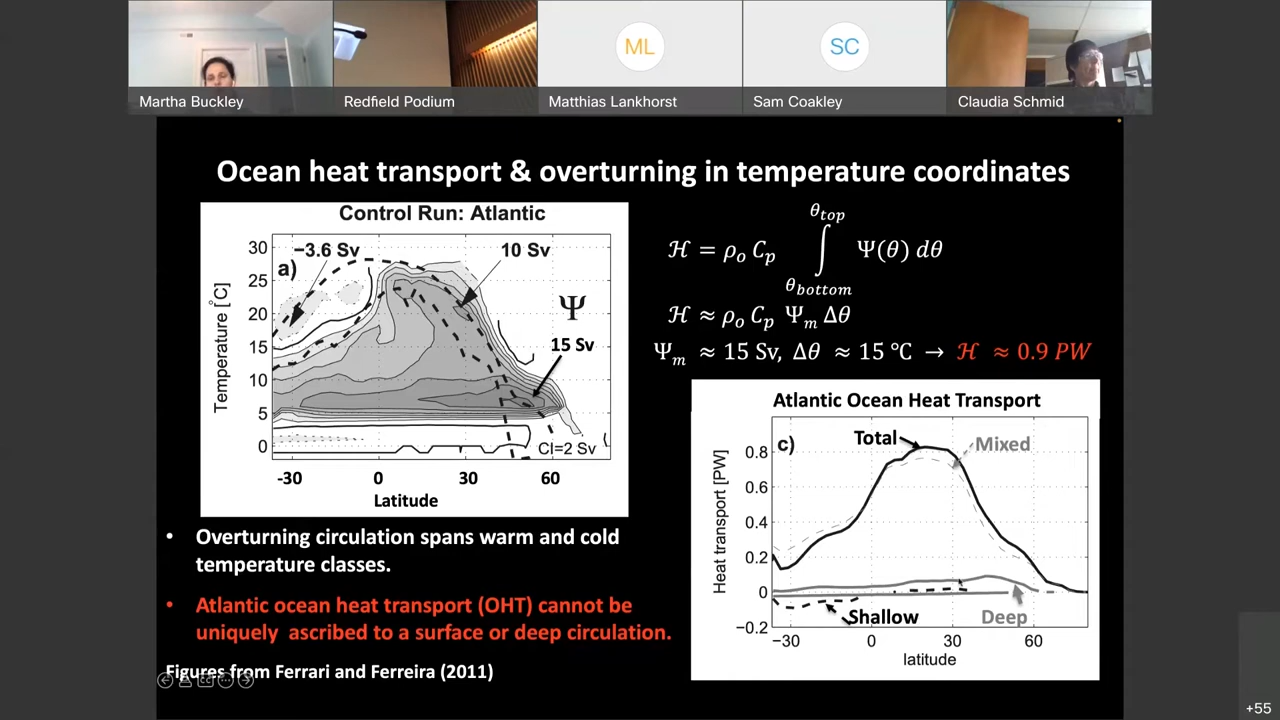 ML
SC
Martha Buckley
Redfield Podium
Matthias Lankhorst
Sam Coakley
Claudia Schmid
Ocean heat transport & overturning in temperature coordinates
Control Run: Atlantic
Temperature [°C]
30
25
20
15
10
5
0
a)
−3.6 Sv
10 Sv
Ψ
15 Sv
CI=2 Sv
-30
0
30
60
Latitude
ℋ = ρₒ Cₚ ∫ Ψ(θ) dθ
θtop
θbottom
ℋ ≈ ρₒ Cₚ Ψₘ Δθ
Ψₘ ≈ 15 Sv, Δθ ≈ 15 °C → ℋ ≈ 0.9 PW
Atlantic Ocean Heat Transport
Heat transport [PW]
0.8
0.6
0.4
0.2
0
−0.2
c)
Total
Mixed
Shallow
Deep
−30
0
30
60
latitude
• Overturning circulation spans warm and cold
temperature classes.
• Atlantic ocean heat transport (OHT) cannot be
uniquely ascribed to a surface or deep circulation.
Figures from Ferrari and Ferreira (2011)
+55